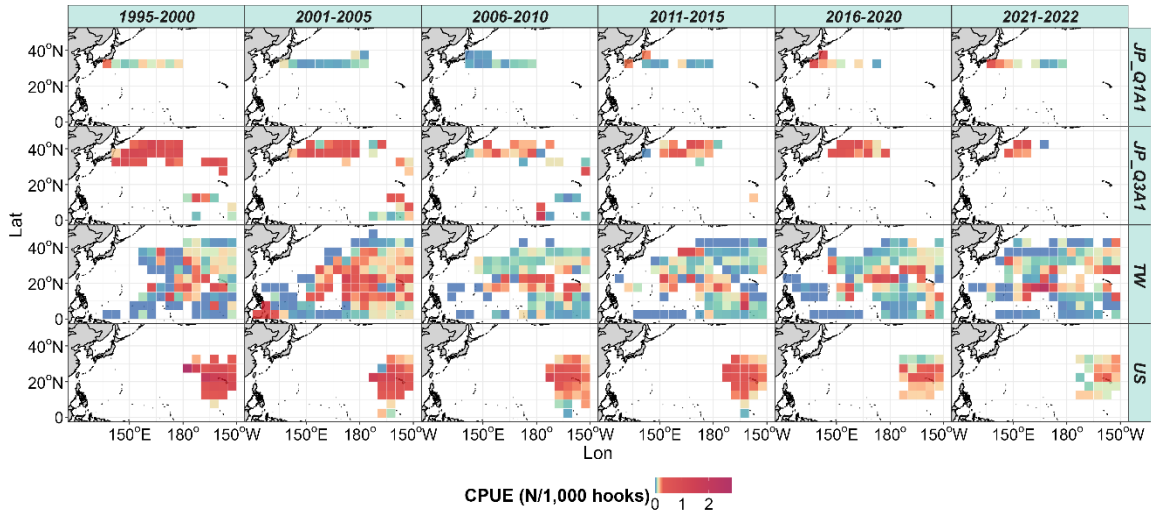 1995-2000 2001-2005 2006-2010 2011-2015 2016-2020 2021-2022
40°N
20°N
0
JP_Q1A1
40°N
20°N
0
JP_Q3A1
Lat
40°N
20°N
0
TW
40°N
20°N
0
US
150°E 180° 150°W 150°E 180° 150°W 150°E 180° 150°W 150°E 180° 150°W 150°E 180° 150°W 150°E 180° 150°W
Lon
CPUE (N/1,000 hooks)
0 1 2